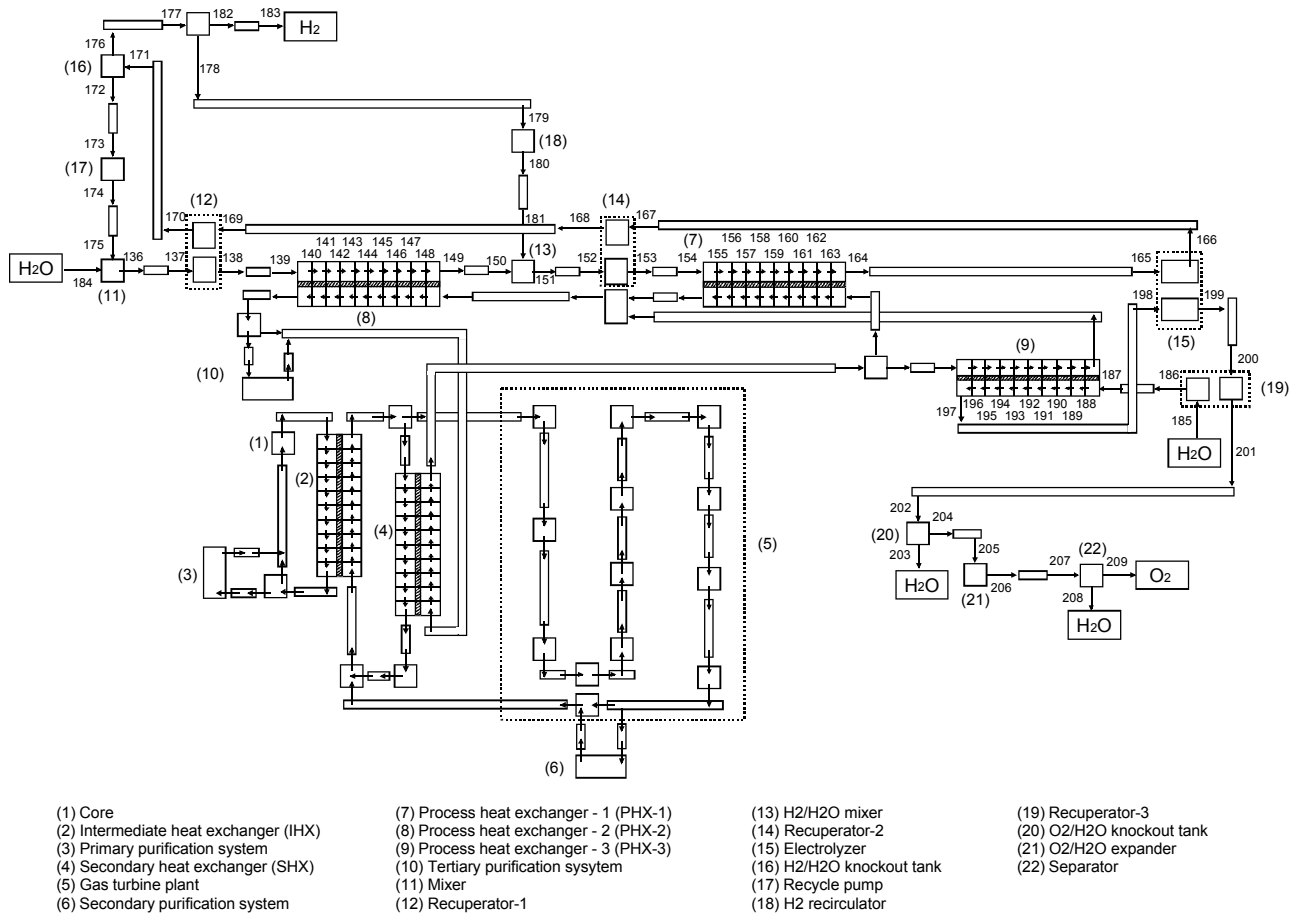 177 182 183 H2
176
(16) 171
172 178
179
173 (18)
(17) 180
174
(12) (14)
170 169 181 168 167
175 141 143 145 147 (13) (7) 156 158 160 162 166
H2O 136 137 138 139 140 142 144 146 148 149 150 151 152 153 154 155 157 159 161 163 164 165
184 (11) 198 199
(8) (15)
(10) (9) 200
187 186 (19)
197 196 194 192 190 188
195 193 191 189 185
(1) H2O 201
(2)
202
(4) (20) 204
203 205 (22)
(3) (5) 207 209 O2
H2O (21) 206 208
H2O
(6)
(1) Core
(2) Intermediate heat exchanger (IHX)
(3) Primary purification system
(4) Secondary heat exchanger (SHX)
(5) Gas turbine plant
(6) Secondary purification system
(7) Process heat exchanger - 1 (PHX-1)
(8) Process heat exchanger - 2 (PHX-2)
(9) Process heat exchanger - 3 (PHX-3)
(10) Tertiary purification sysytem
(11) Mixer
(12) Recuperator-1
(13) H2/H2O mixer
(14) Recuperator-2
(15) Electrolyzer
(16) H2/H2O knockout tank
(17) Recycle pump
(18) H2 recirculator
(19) Recuperator-3
(20) O2/H2O knockout tank
(21) O2/H2O expander
(22) Separator